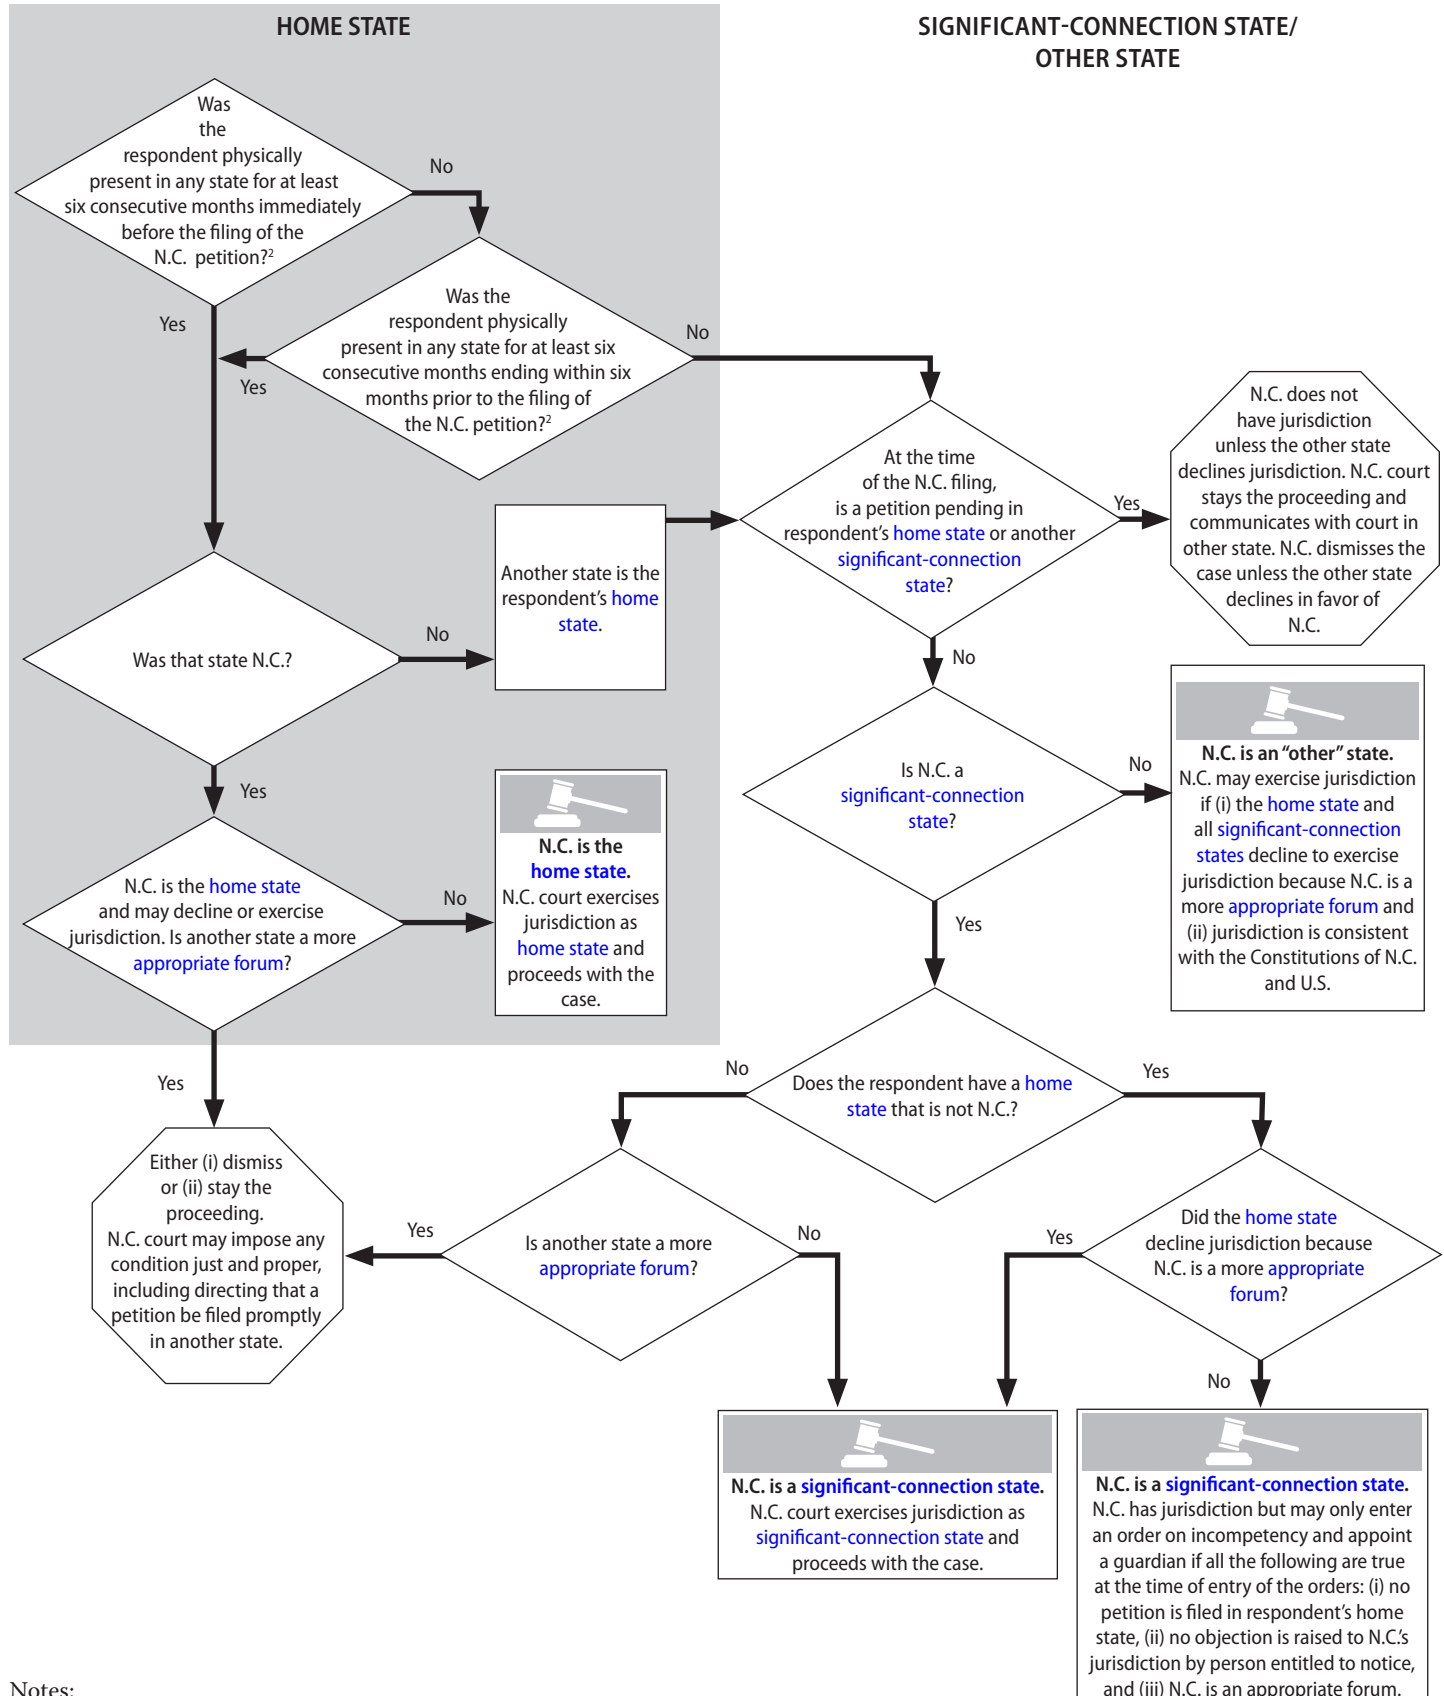 HOME STATE
SIGNIFICANT-CONNECTION STATE/
OTHER STATE
Was
the
respondent physically
present in any state for at least
six consecutive months immediately
before the filing of the
N.C. petition?2
No
Yes
Was the
respondent physically
present in any state for at least six
consecutive months ending within six
months prior to the filing of
the N.C. petition?2
Yes
No
At the time
of the N.C. filing,
is a petition pending in
respondent's home state or another
significant-connection
state?
Yes
N.C. does not
have jurisdiction
unless the other state
declines jurisdiction. N.C. court
stays the proceeding and
communicates with court in
other state. N.C. dismisses the
case unless the other state
declines in favor of
N.C.
No
Another state is the
respondent's home
state.
Was that state N.C.?
No
Yes
Is N.C. a
significant-connection
state?
No
N.C. is an “other” state.
N.C. may exercise jurisdiction
if (i) the home state and
all significant-connection
states decline to exercise
jurisdiction because N.C. is a
more appropriate forum and
(ii) jurisdiction is consistent
with the Constitutions of N.C.
and U.S.
Yes
N.C. is the home state
and may decline or exercise
jurisdiction. Is another state a more
appropriate forum?
No
N.C. is the
home state.
N.C. court exercises
jurisdiction as
home state and
proceeds with the
case.
Yes
Does the respondent have a home
state that is not N.C.?
No
Yes
Either (i) dismiss
or (ii) stay the
proceeding.
N.C. court may impose any
condition just and proper,
including directing that a
petition be filed promptly
in another state.
Yes
Is another state a more
appropriate forum?
No
Yes
Did the home state
decline jurisdiction because
N.C. is a more appropriate
forum?
No
N.C. is a significant-connection state.
N.C. court exercises jurisdiction as
significant-connection state and
proceeds with the case.
N.C. is a significant-connection state.
N.C. has jurisdiction but may only enter
an order on incompetency and appoint
a guardian if all the following are true
at the time of entry of the orders: (i) no
petition is filed in respondent's home
state, (ii) no objection is raised to N.C.'s
jurisdiction by person entitled to notice,
and (iii) N.C. is an appropriate forum.
Notes: